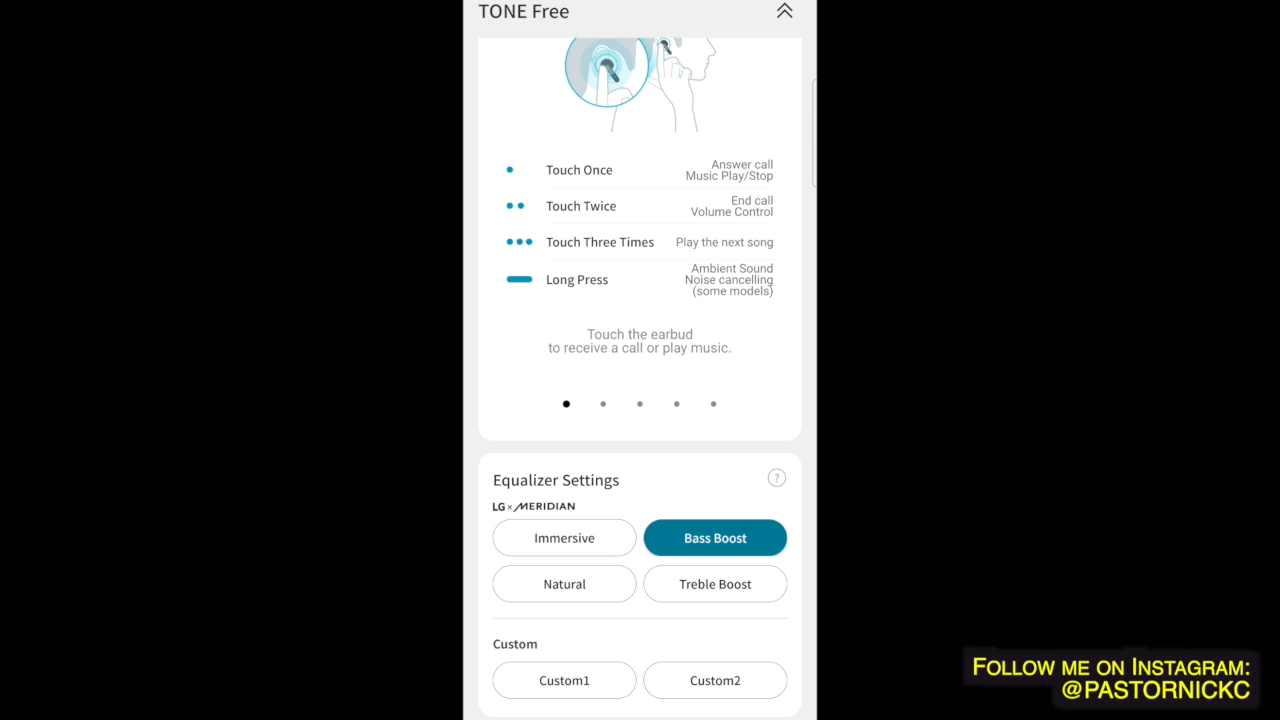 TONE Free
Touch Once
Answer call
Music Play/Stop
Touch Twice
End call
Volume Control
Touch Three Times
Play the next song
Long Press
Ambient Sound
Noise cancelling
(some models)
Touch the earbud
to receive a call or play music.
Equalizer Settings
?
LG×MERIDIAN
Immersive
Bass Boost
Natural
Treble Boost
Custom
Custom1
Custom2
FOLLOW ME ON INSTAGRAM:
@PASTORNICKC